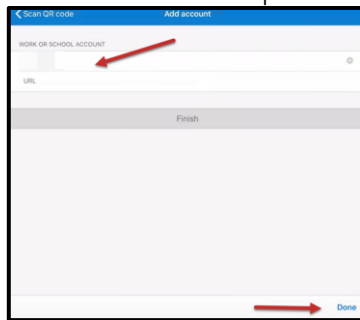 Scan QR code Add account
WORK OR SCHOOL ACCOUNT
URL
Finish
Done